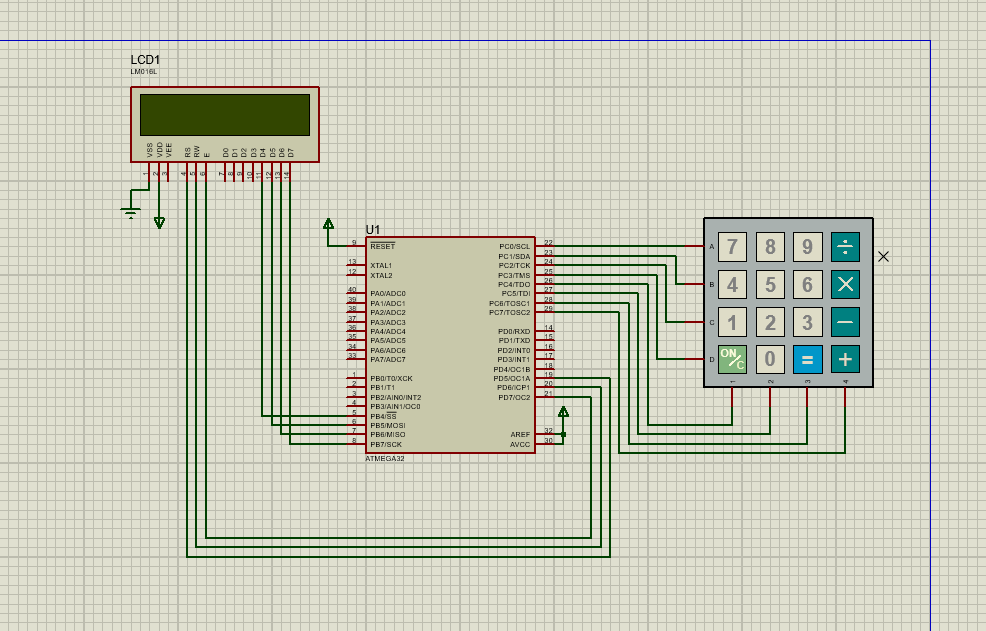 LCD1
LM016L
VSS VDD VEE RS RW E D0 D1 D2 D3 D4 D5 D6 D7
1 2 3 4 5 6 7 8 9 10 11 12 13 14
U1
9 RESET
13 XTAL1
12 XTAL2
40 PA0/ADC0
39 PA1/ADC1
38 PA2/ADC2
37 PA3/ADC3
36 PA4/ADC4
35 PA5/ADC5
34 PA6/ADC6
33 PA7/ADC7
1 PB0/T0/XCK
2 PB1/T1
3 PB2/AIN0/INT2
4 PB3/AIN1/OC0
5 PB4/SS
6 PB5/MOSI
7 PB6/MISO
8 PB7/SCK
PC0/SCL 22
PC1/SDA 23
PC2/TCK 24
PC3/TMS 25
PC4/TDO 26
PC5/TDI 27
PC6/TOSC1 28
PC7/TOSC2 29
PD0/RXD 14
PD1/TXD 15
PD2/INT0 16
PD3/INT1 17
PD4/OC1B 18
PD5/OC1A 19
PD6/ICP1 20
PD7/OC2 21
AREF 32
AVCC 30
ATMEGA32
A 7 8 9 ÷
B 4 5 6 ×
C 1 2 3 −
D ON/C 0 = +
1 2 3 4